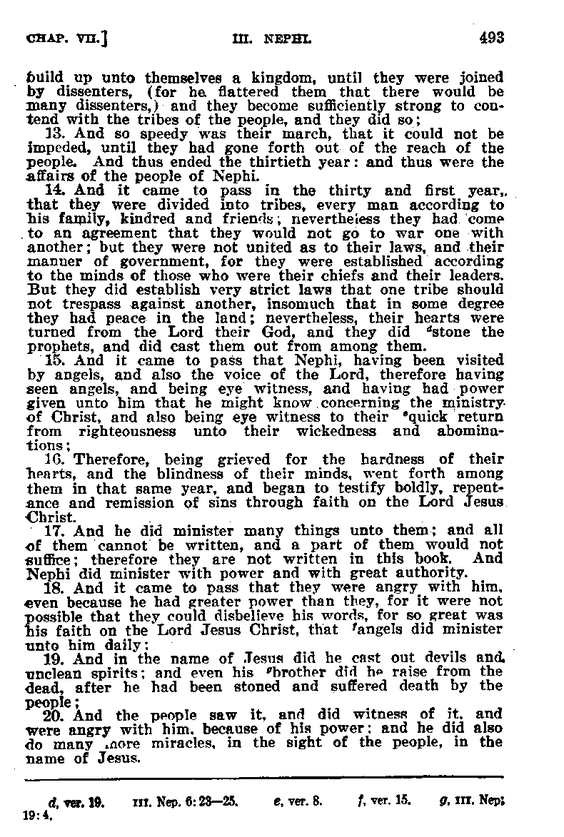 CHAP. VII.] III. NEPHI. 493
build up unto themselves a kingdom, until they were joined
by dissenters, (for he flattered them that there would be
many dissenters,) and they become sufficiently strong to con-
tend with the tribes of the people, and they did so;
13. And so speedy was their march, that it could not be
impeded, until they had gone forth out of the reach of the
people. And thus ended the thirtieth year: and thus were the
affairs of the people of Nephi.
14. And it came to pass in the thirty and first year,
that they were divided into tribes, every man according to
his family, kindred and friends; nevertheless they had come
to an agreement that they would not go to war one with
another; but they were not united as to their laws, and their
manner of government, for they were established according
to the minds of those who were their chiefs and their leaders.
But they did establish very strict laws that one tribe should
not trespass against another, insomuch that in some degree
they had peace in the land; nevertheless, their hearts were
turned from the Lord their God, and they did dstone the
prophets, and did cast them out from among them.
15. And it came to pass that Nephi, having been visited
by angels, and also the voice of the Lord, therefore having
seen angels, and being eye witness, and having had power
given unto him that he might know concerning the ministry
of Christ, and also being eye witness to their equick return
from righteousness unto their wickedness and abomina-
tions;
16. Therefore, being grieved for the hardness of their
hearts, and the blindness of their minds, went forth among
them in that same year, and began to testify boldly, repent-
ance and remission of sins through faith on the Lord Jesus
Christ.
17. And he did minister many things unto them; and all
of them cannot be written, and a part of them would not
suffice; therefore they are not written in this book. And
Nephi did minister with power and with great authority.
18. And it came to pass that they were angry with him,
even because he had greater power than they, for it were not
possible that they could disbelieve his words, for so great was
his faith on the Lord Jesus Christ, that fangels did minister
unto him daily;
19. And in the name of Jesus did he cast out devils and
unclean spirits; and even his gbrother did he raise from the
dead, after he had been stoned and suffered death by the
people;
20. And the people saw it, and did witness of it, and
were angry with him, because of his power; and he did also
do many more miracles, in the sight of the people, in the
name of Jesus.
d, ver. 19. III. Nep. 6: 23—25. e, ver. 8. f, ver. 15. g, III. Nep;
19: 4.